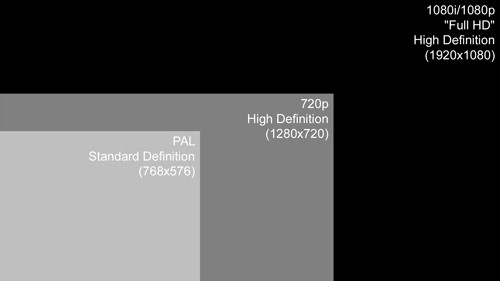 1080i/1080p
"Full HD"
High Definition
(1920x1080)
720p
High Definition
(1280x720)
PAL
Standard Definition
(768x576)